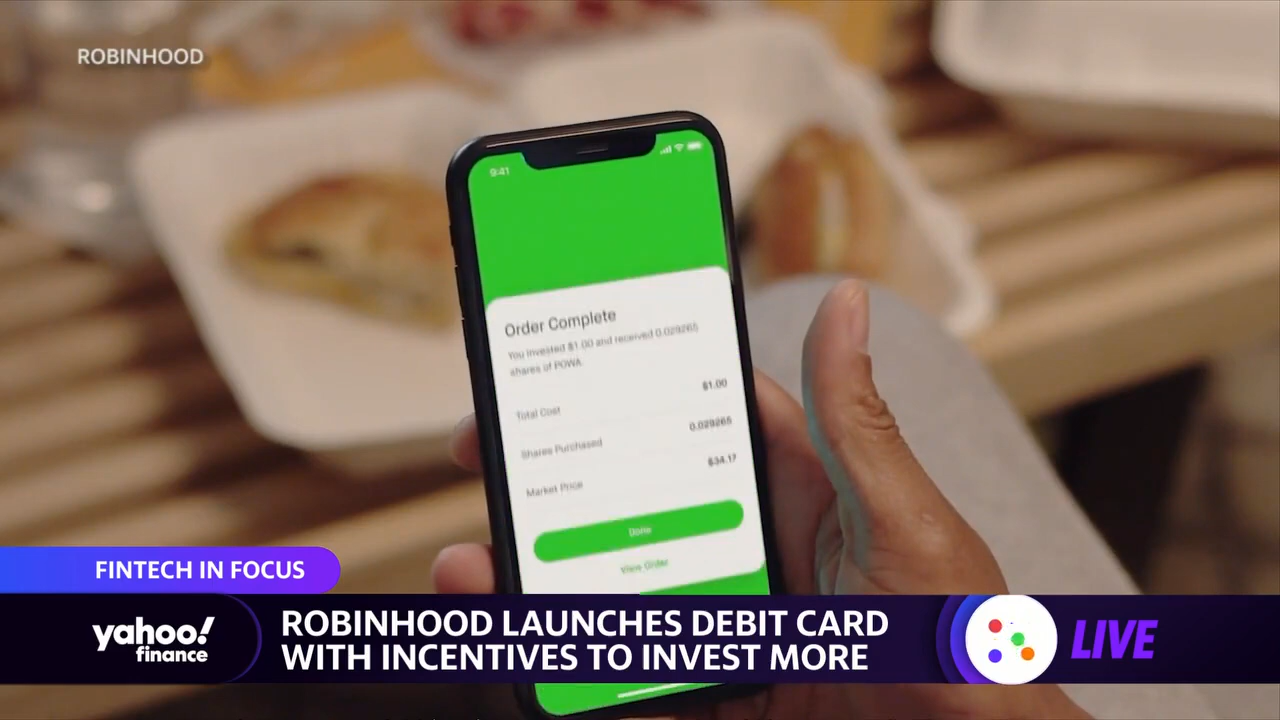 ROBINHOOD
9:41
Order Complete
You invested $1.00 and received 0.029265
shares of POWA.
Total Cost
$1.00
Shares Purchased
0.029265
Market Price
$34.17
Done
View Order
FINTECH IN FOCUS
yahoo!
finance
ROBINHOOD LAUNCHES DEBIT CARD
WITH INCENTIVES TO INVEST MORE
LIVE